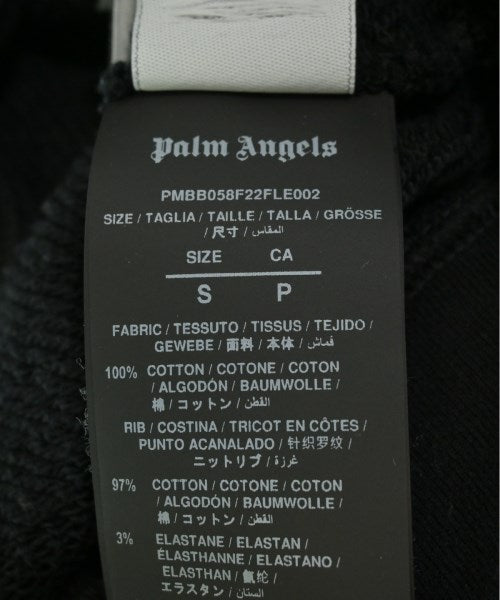 Palm Angels
PMBB058F22FLE002
SIZE / TAGLIA / TAILLE / TALLA / GRÖSSE
/ 尺寸 / المقاس /
SIZE CA
S P
FABRIC / TESSUTO / TISSUS / TEJIDO /
GEWEBE / 面料 / 本体 / قماش /
100% COTTON / COTONE / COTON
/ ALGODÓN / BAUMWOLLE /
棉 / コットン / القطن /
RIB / COSTINA / TRICOT EN CÔTES /
PUNTO ACANALADO / 针织罗纹 /
ニットリブ / غرزة /
97% COTTON / COTONE / COTON
/ ALGODÓN / BAUMWOLLE /
棉 / コットン / القطن /
3% ELASTANE / ELASTAN /
ÉLASTHANNE / ELASTANO /
ELASTHAN / 氨纶 /
エラスタン / الستان /